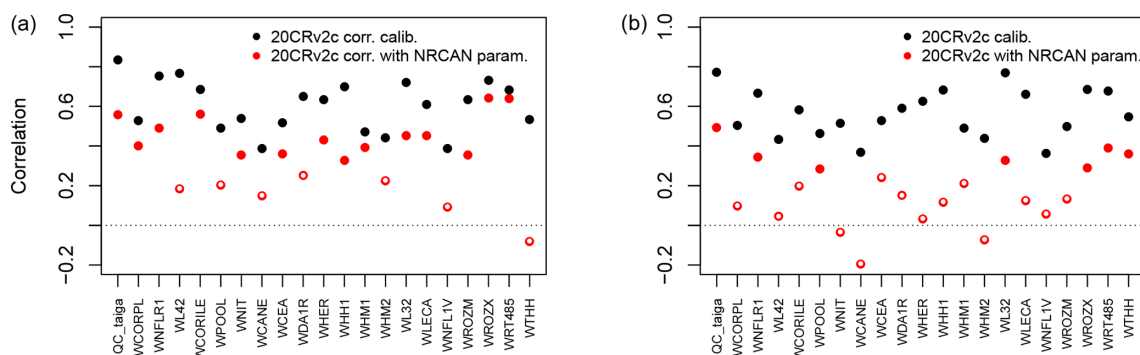 (a)
1.0
20CRv2c corr. calib.
20CRv2c corr. with NRCAN param.
0.6
0.2
−0.2
Correlation
QC_taiga
WCORPL
WNFLR1
WL42
WCORILE
WPOOL
WNIT
WCANE
WCEA
WDA1R
WHER
WHH1
WHM1
WHM2
WL32
WLECA
WNFL1V
WROZM
WROZX
WRT485
WTHH
(b)
1.0
20CRv2c calib.
20CRv2c with NRCAN param.
0.6
0.2
−0.2
QC_taiga
WCORPL
WNFLR1
WL42
WCORILE
WPOOL
WNIT
WCANE
WCEA
WDA1R
WHER
WHH1
WHM1
WHM2
WL32
WLECA
WNFL1V
WROZM
WROZX
WRT485
WTHH